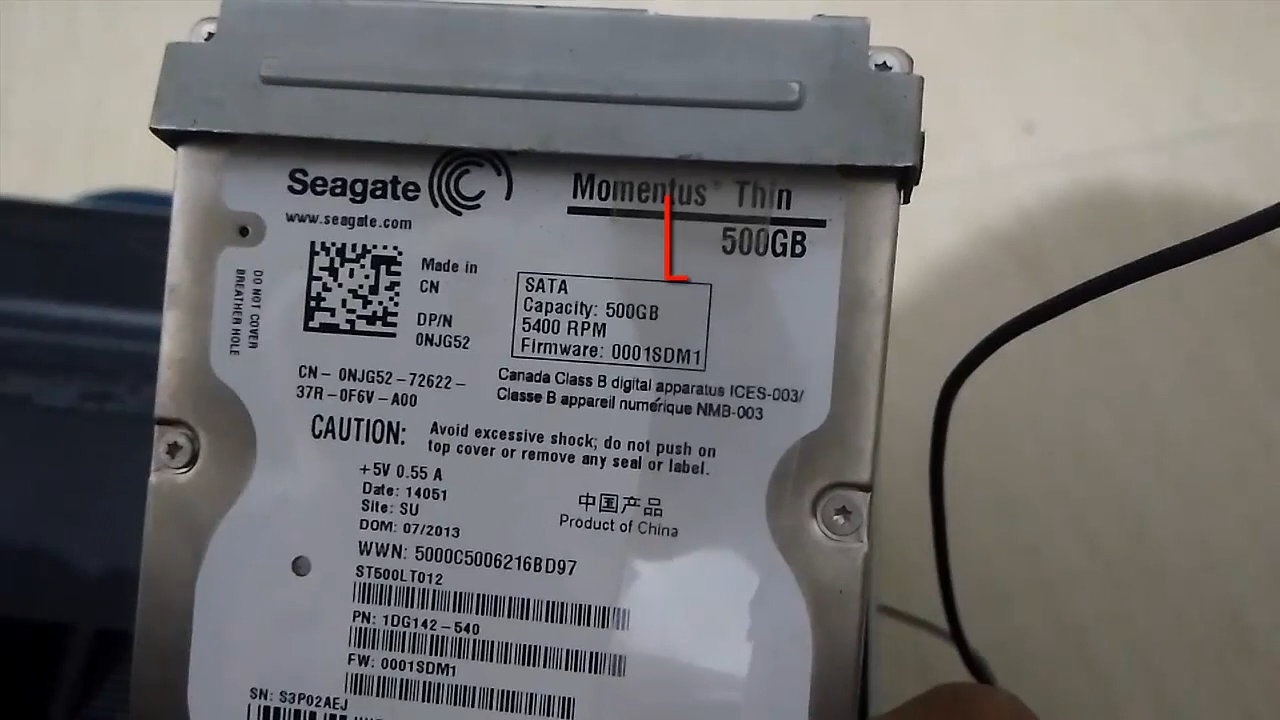 Seagate
www.seagate.com
Momentus Thin
500GB
DO NOT COVER
BREATHER HOLE
Made in
CN
DP/N
0NJG52
SATA
Capacity: 500GB
5400 RPM
Firmware: 0001SDM1
CN- 0NJG52-72622-
37R-0F6V-A00
Canada Class B digital apparatus ICES-003/
Classe B appareil numérique NMB-003
CAUTION: Avoid excessive shock; do not push on
top cover or remove any seal or label.
+5V 0.55 A
Date: 14051
Site: SU
DOM: 07/2013
中国产品
Product of China
WWN: 5000C5006216BD97
ST500LT012
PN: 1DG142-540
FW: 0001SDM1
SN: S3P02AEJ